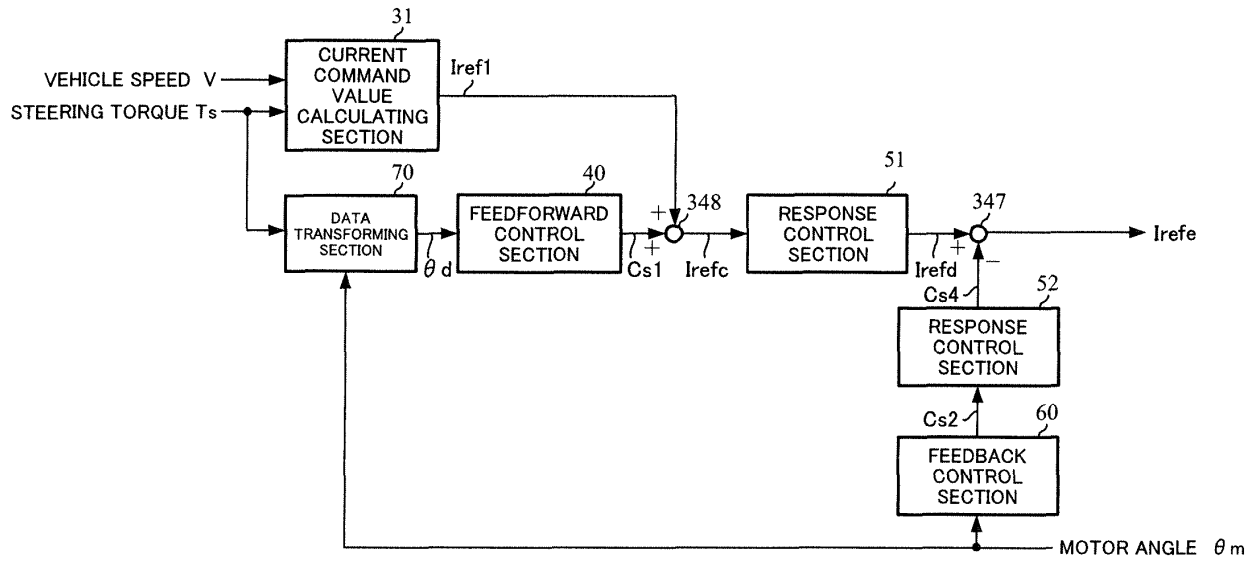 31
CURRENT
COMMAND
VALUE
CALCULATING
SECTION
VEHICLE SPEED V
STEERING TORQUE Ts
Iref1
70
DATA
TRANSFORMING
SECTION
θd
40
FEEDFORWARD
CONTROL
SECTION
Cs1
+
+
348
Irefc
51
RESPONSE
CONTROL
SECTION
Irefd
+
347
−
Irefe
Cs4
52
RESPONSE
CONTROL
SECTION
Cs2
60
FEEDBACK
CONTROL
SECTION
MOTOR ANGLE θm